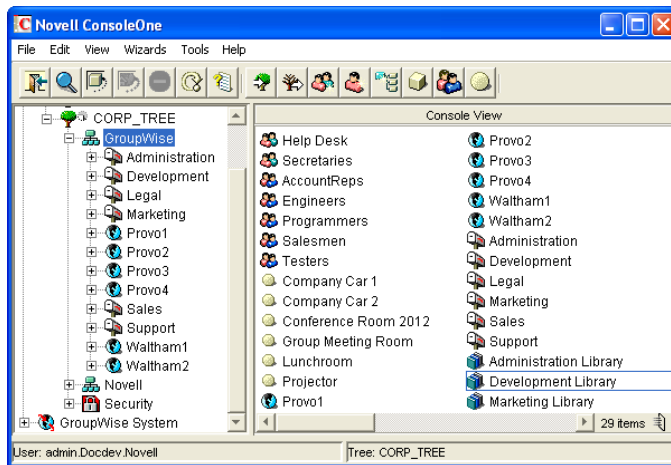 Novell ConsoleOne
File Edit View Wizards Tools Help
CORP_TREE
GroupWise
Administration
Development
Legal
Marketing
Provo1
Provo2
Provo3
Provo4
Sales
Support
Waltham1
Waltham2
Novell
Security
GroupWise System
Console View
Help Desk
Secretaries
AccountReps
Engineers
Programmers
Salesmen
Testers
Company Car 1
Company Car 2
Conference Room 2012
Group Meeting Room
Lunchroom
Projector
Provo1
Provo2
Provo3
Provo4
Waltham1
Waltham2
Administration
Development
Legal
Marketing
Sales
Support
Administration Library
Development Library
Marketing Library
29 items
User: admin.Docdev.Novell
Tree: CORP_TREE